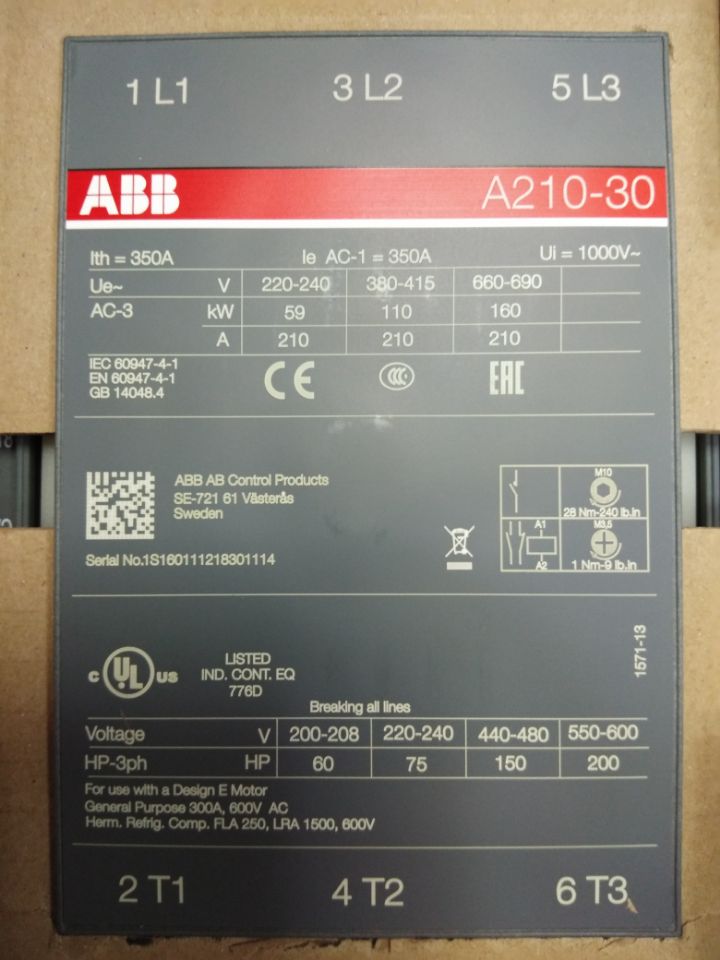 1 L1 3 L2 5 L3
ABB A210-30
Ith = 350A Ie AC-1 = 350A Ui = 1000V~
Ue~ V 220-240 380-415 660-690
AC-3 kW 59 110 160
A 210 210 210
IEC 60947-4-1
EN 60947-4-1
GB 14048.4
CE CCC EAC
ABB AB Control Products
SE-721 61 Västerås
Sweden
Serial No.1S160111218301114
M10
28 Nm-240 lb.in
A1 M3,5
A2 1 Nm-9 lb.in
1571-13
c UL us
LISTED
IND. CONT. EQ
776D
Breaking all lines
Voltage V 200-208 220-240 440-480 550-600
HP-3ph HP 60 75 150 200
For use with a Design E Motor
General Purpose 300A, 600V AC
Herm. Refrig. Comp. FLA 250, LRA 1500, 600V
2 T1 4 T2 6 T3